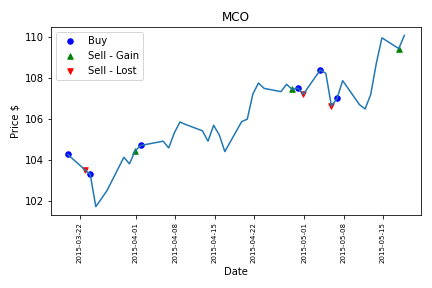 MCO
Buy
Sell - Gain
Sell - Lost
Price $
110
108
106
104
102
2015-03-22
2015-04-01
2015-04-08
2015-04-15
2015-04-22
2015-05-01
2015-05-08
2015-05-15
Date